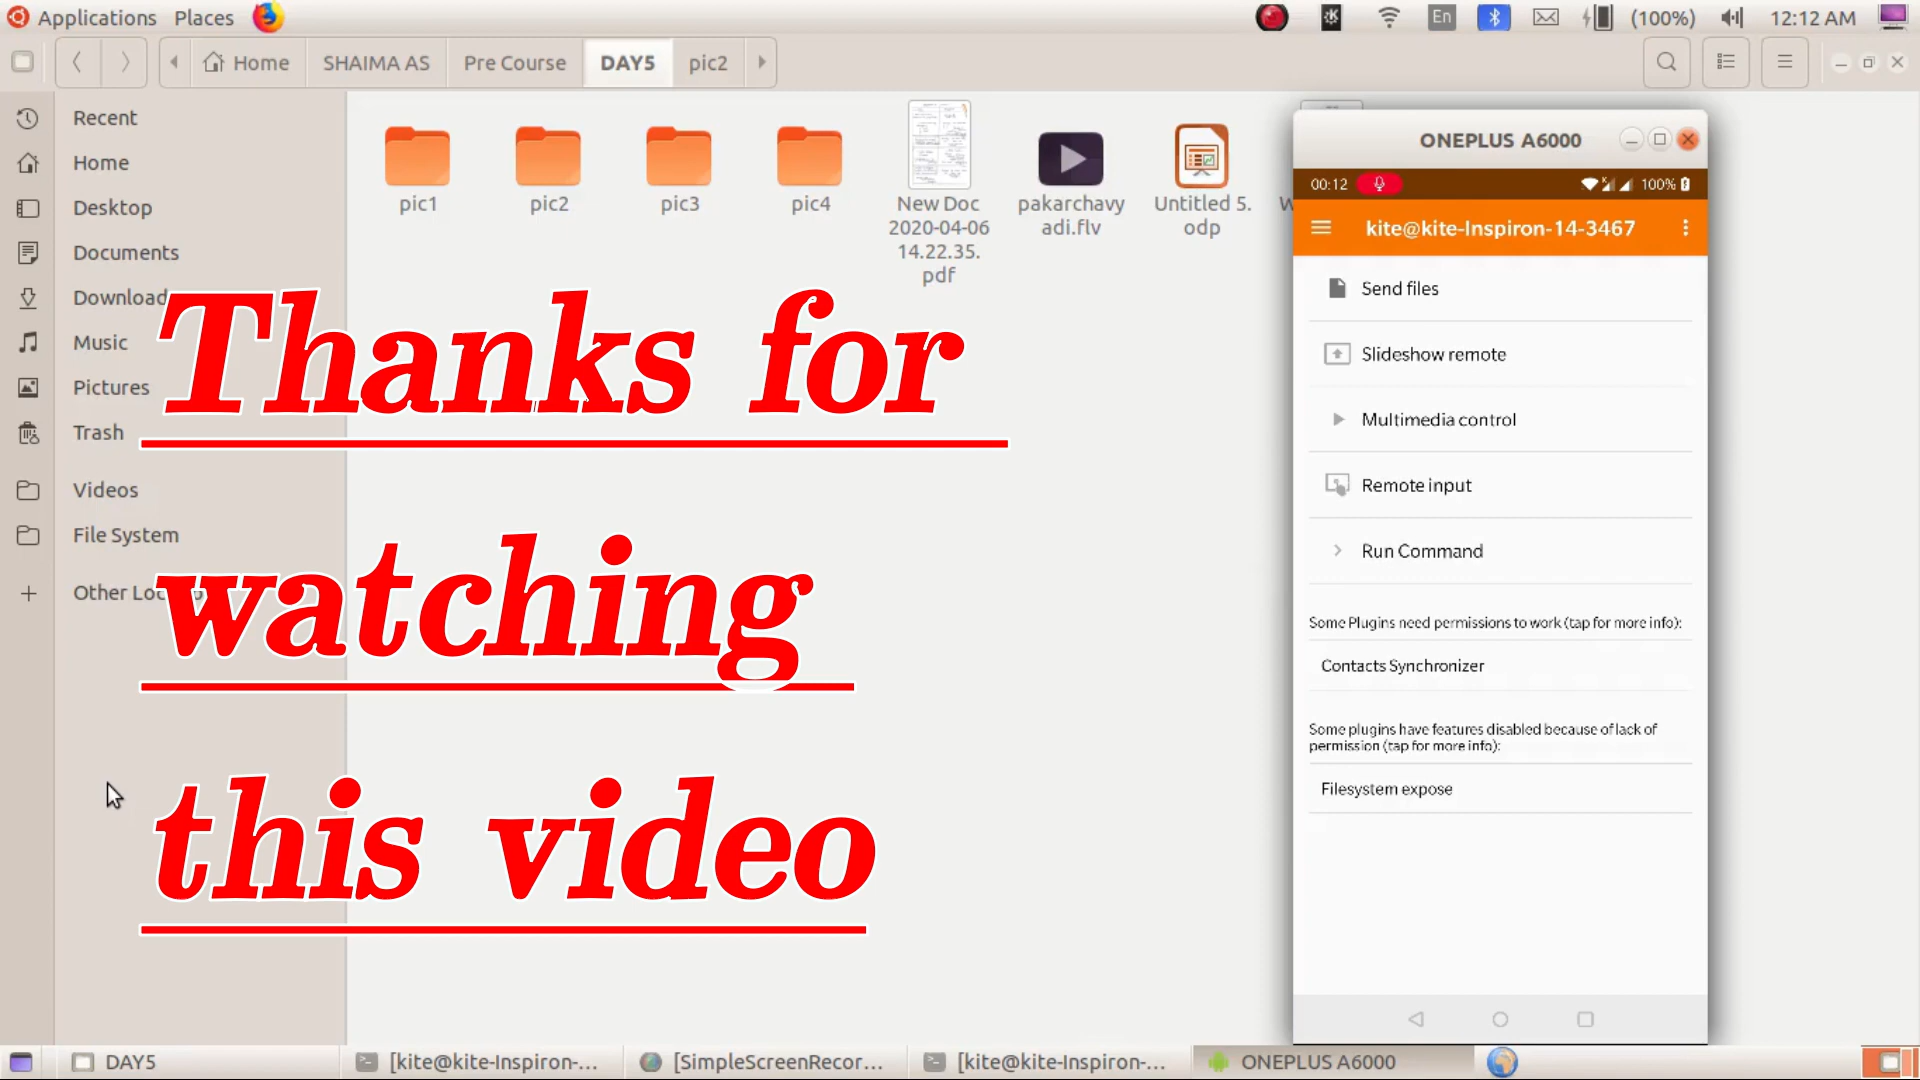 Applications Places
En (100%) 12:12 AM
Home SHAIMA AS Pre Course DAY5 pic2
Recent
Home
Desktop
Documents
Download
Music
Pictures
Trash
Videos
File System
Other Loc
pic1 pic2 pic3 pic4
New Doc
2020-04-06
14.22.35.
pdf
pakarchavy
adi.flv
Untitled 5.
odp
Thanks for
watching
this video
ONEPLUS A6000
00:12 100%
kite@kite-Inspiron-14-3467
Send files
Slideshow remote
Multimedia control
Remote input
Run Command
Some Plugins need permissions to work (tap for more info):
Contacts Synchronizer
Some plugins have features disabled because of lack of
permission (tap for more info):
Filesystem expose
DAY5 [kite@kite-Inspiron-... [SimpleScreenRecor... [kite@kite-Inspiron-... ONEPLUS A6000